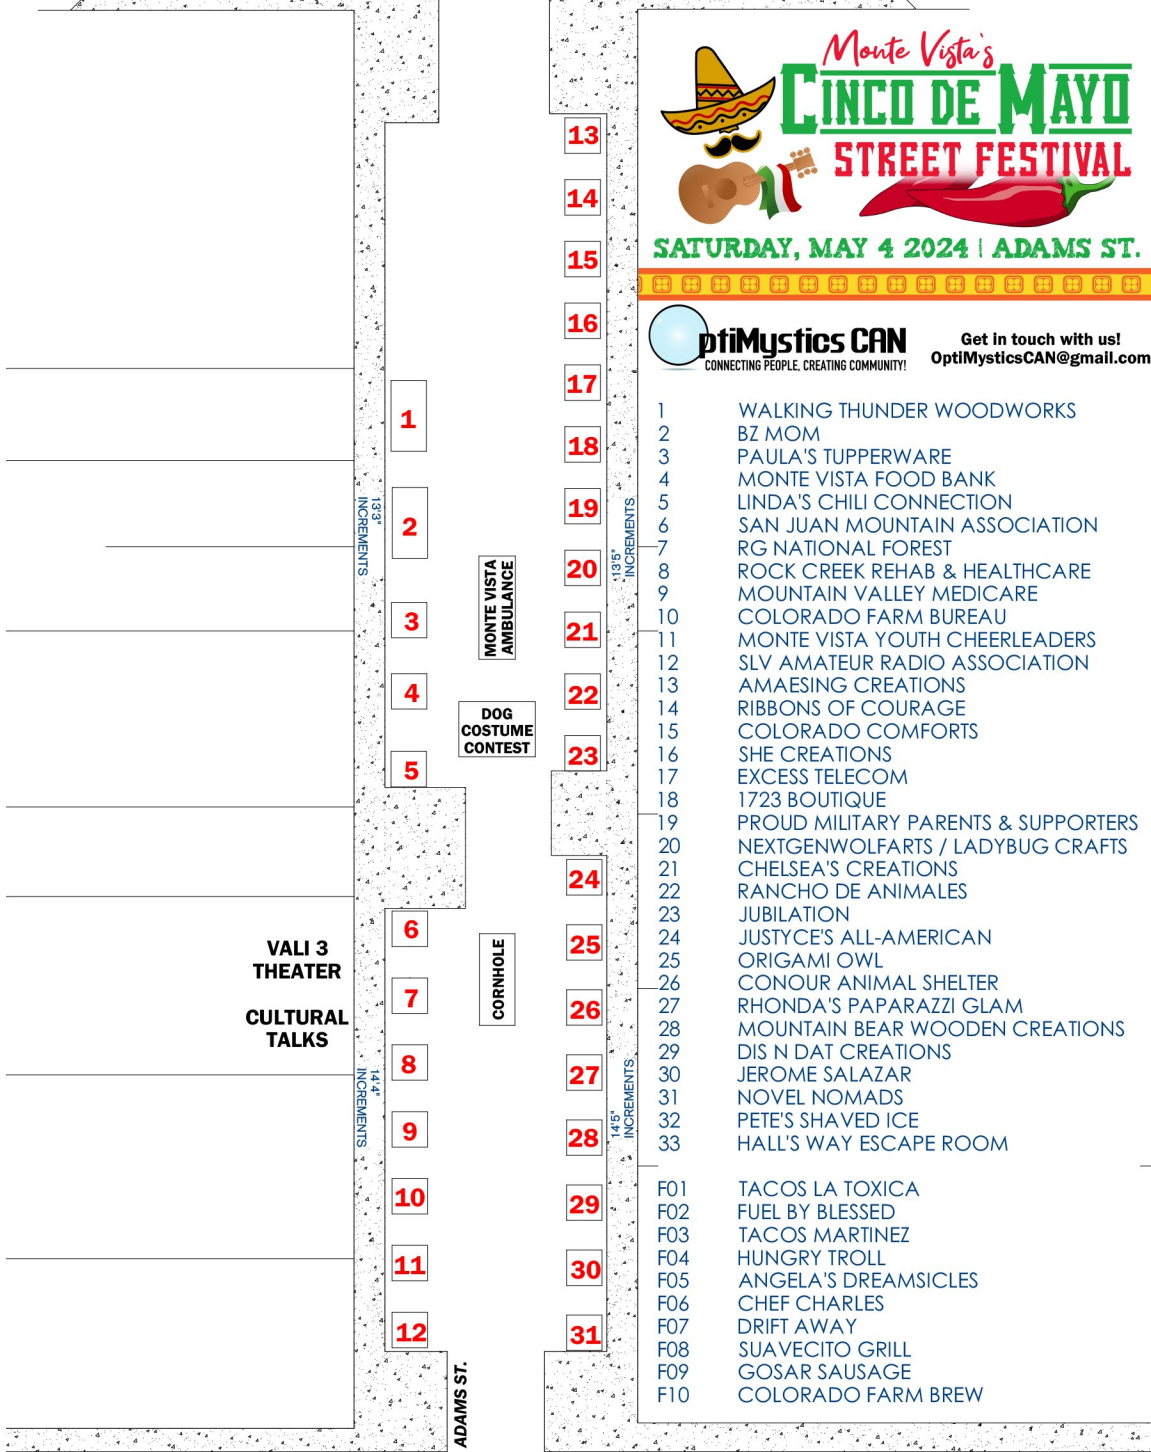 Monte Vista's
CINCO DE MAYO
STREET FESTIVAL
SATURDAY, MAY 4 2024 | ADAMS ST.
OptiMystics CAN
CONNECTING PEOPLE, CREATING COMMUNITY!
Get in touch with us!
OptiMysticsCAN@gmail.com
1 WALKING THUNDER WOODWORKS
2 BZ MOM
3 PAULA'S TUPPERWARE
4 MONTE VISTA FOOD BANK
5 LINDA'S CHILI CONNECTION
6 SAN JUAN MOUNTAIN ASSOCIATION
7 RG NATIONAL FOREST
8 ROCK CREEK REHAB & HEALTHCARE
9 MOUNTAIN VALLEY MEDICARE
10 COLORADO FARM BUREAU
11 MONTE VISTA YOUTH CHEERLEADERS
12 SLV AMATEUR RADIO ASSOCIATION
13 AMAESING CREATIONS
14 RIBBONS OF COURAGE
15 COLORADO COMFORTS
16 SHE CREATIONS
17 EXCESS TELECOM
18 1723 BOUTIQUE
19 PROUD MILITARY PARENTS & SUPPORTERS
20 NEXTGENWOLFARTS / LADYBUG CRAFTS
21 CHELSEA'S CREATIONS
22 RANCHO DE ANIMALES
23 JUBILATION
24 JUSTYCE'S ALL-AMERICAN
25 ORIGAMI OWL
26 CONOUR ANIMAL SHELTER
27 RHONDA'S PAPARAZZI GLAM
28 MOUNTAIN BEAR WOODEN CREATIONS
29 DIS N DAT CREATIONS
30 JEROME SALAZAR
31 NOVEL NOMADS
32 PETE'S SHAVED ICE
33 HALL'S WAY ESCAPE ROOM
F01 TACOS LA TOXICA
F02 FUEL BY BLESSED
F03 TACOS MARTINEZ
F04 HUNGRY TROLL
F05 ANGELA'S DREAMSICLES
F06 CHEF CHARLES
F07 DRIFT AWAY
F08 SUAVECITO GRILL
F09 GOSAR SAUSAGE
F10 COLORADO FARM BREW
1
2
3
4
5
6
7
8
9
10
11
12
13'3"
INCREMENTS
14'4"
INCREMENTS
VALI 3
THEATER
CULTURAL
TALKS
MONTE VISTA
AMBULANCE
DOG
COSTUME
CONTEST
CORNHOLE
ADAMS ST.
13
14
15
16
17
18
19
20
21
22
23
24
25
26
27
28
29
30
31
13'5"
INCREMENTS
14'5"
INCREMENTS